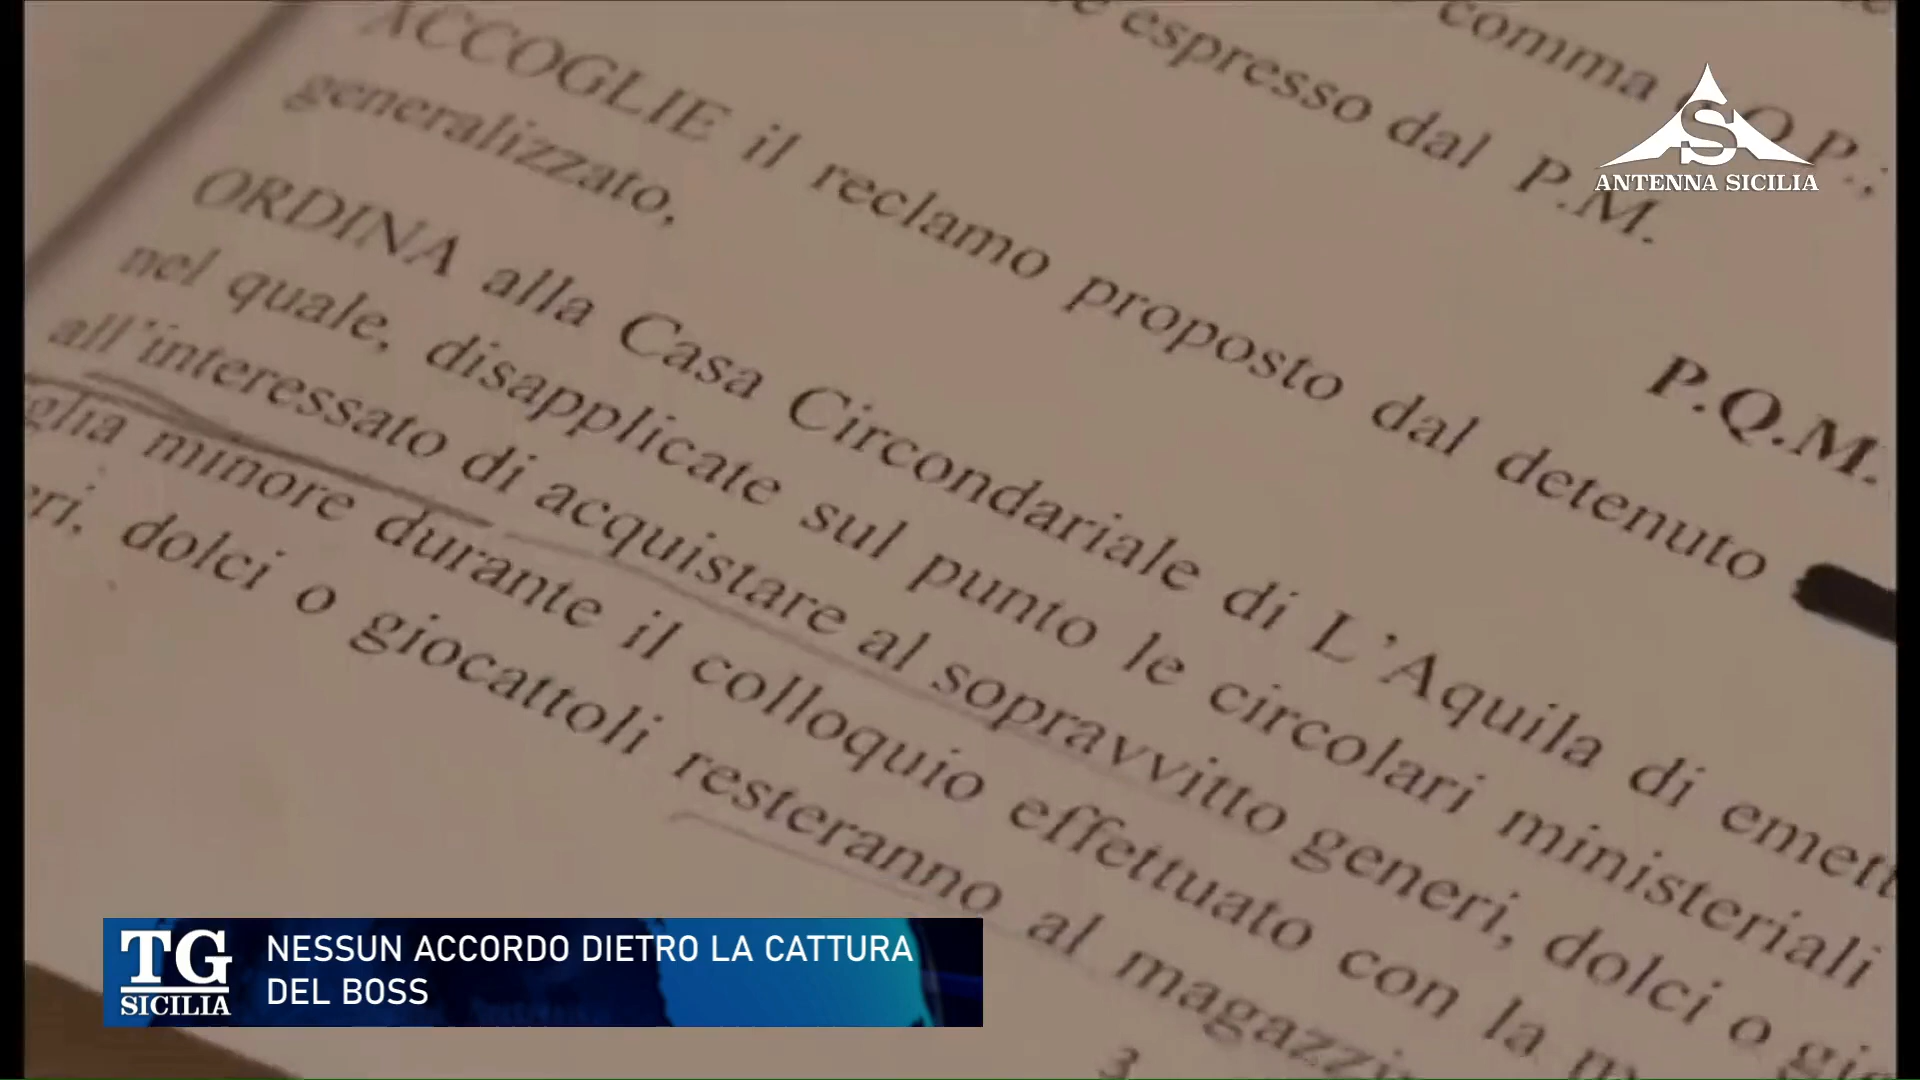 comma
e espresso dal P.M.
P.Q.M.
ACCOGLIE il reclamo proposto dal detenuto
generalizzato,
ORDINA alla Casa Circondariale di L'Aquila di emett
nel quale, disapplicate sul punto le circolari ministeriali
all'interessato di acquistare al sopravvitto generi, dolci o gio
glia minore durante il colloquio effettuato con la m
eri, dolci o giocattoli resteranno al magazzi
3
S
ANTENNA SICILIA
TG
SICILIA
NESSUN ACCORDO DIETRO LA CATTURA
DEL BOSS